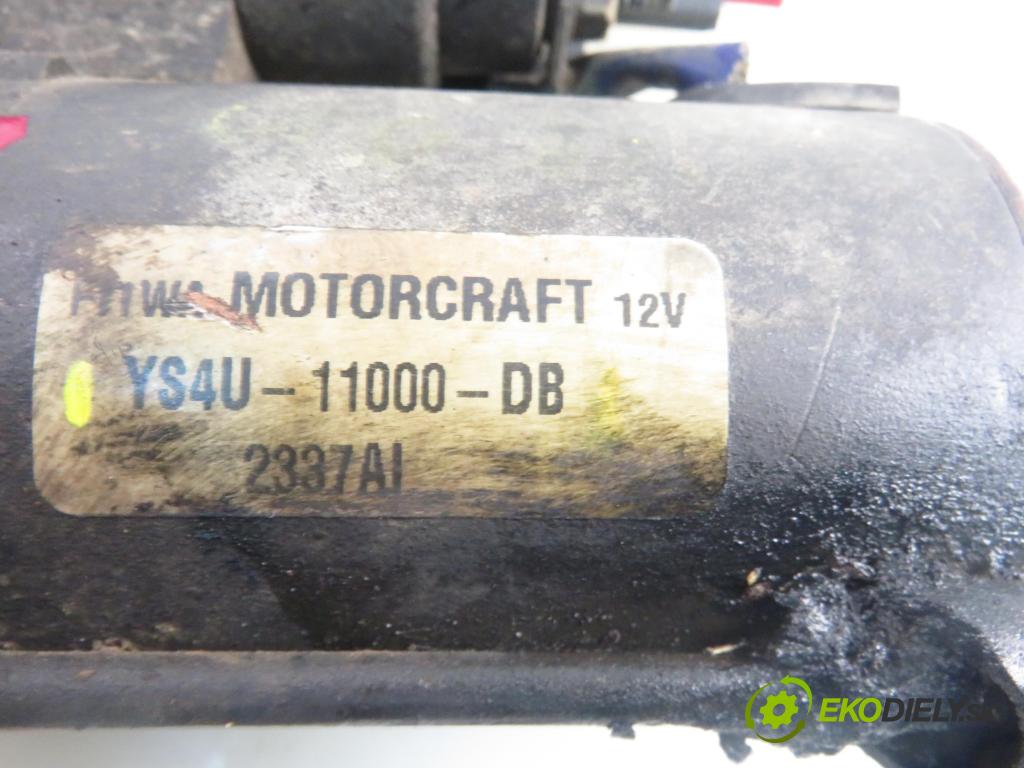 MOTORCRAFT 12V
YS4U-11000-DB
2337AI
EKODIELY.SK